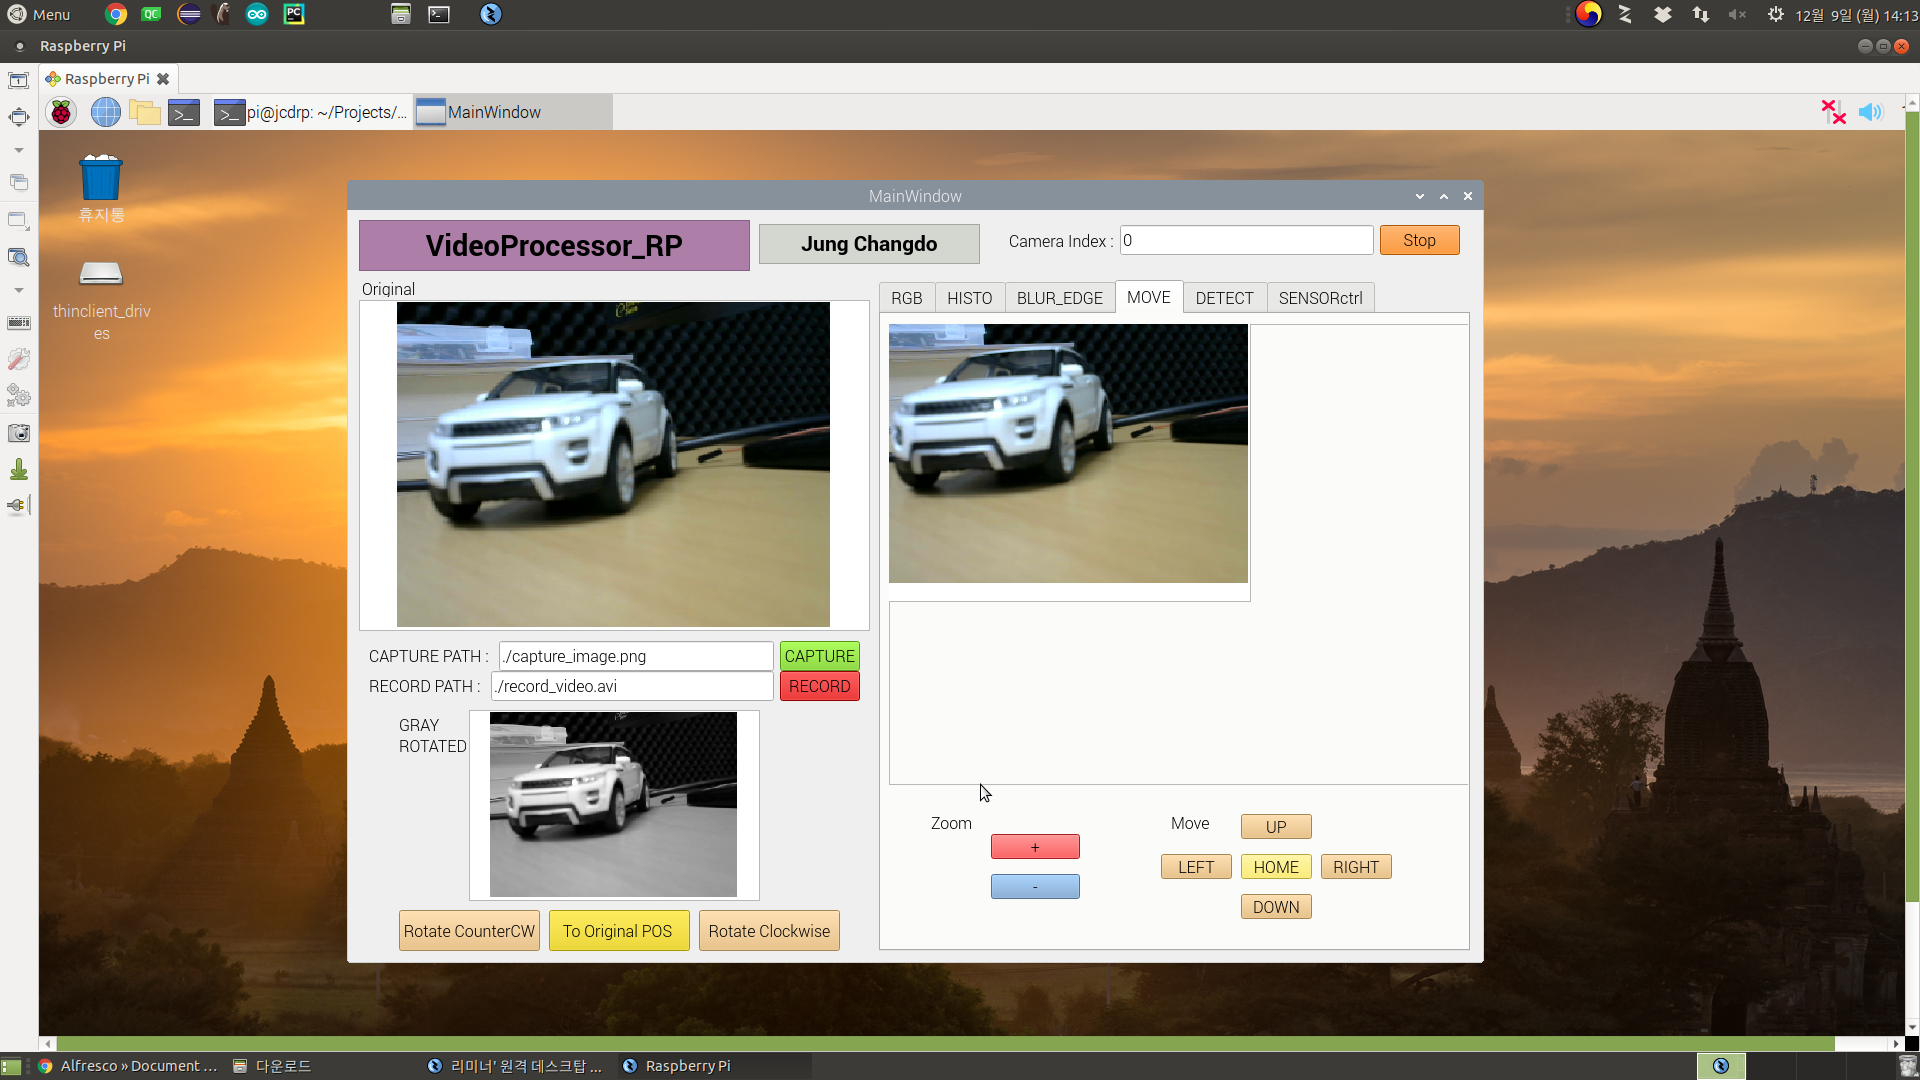 Menu
QC
PC
12월 9일 (월) 14:13
Raspberry Pi
Raspberry Pi
pi@jcdrp: ~/Projects/...
MainWindow
휴지통
thinclient_driv
es
MainWindow
VideoProcessor_RP
Jung Changdo
Camera Index :
0
Stop
Original
RGB
HISTO
BLUR_EDGE
MOVE
DETECT
SENSORctrl
CAPTURE PATH :
./capture_image.png
CAPTURE
RECORD PATH :
./record_video.avi
RECORD
GRAY
ROTATED
Zoom
+
-
Move
UP
LEFT
HOME
RIGHT
DOWN
Rotate CounterCW
To Original POS
Rotate Clockwise
Alfresco » Document ...
다운로드
리미너' 원격 데스크탑 ...
Raspberry Pi